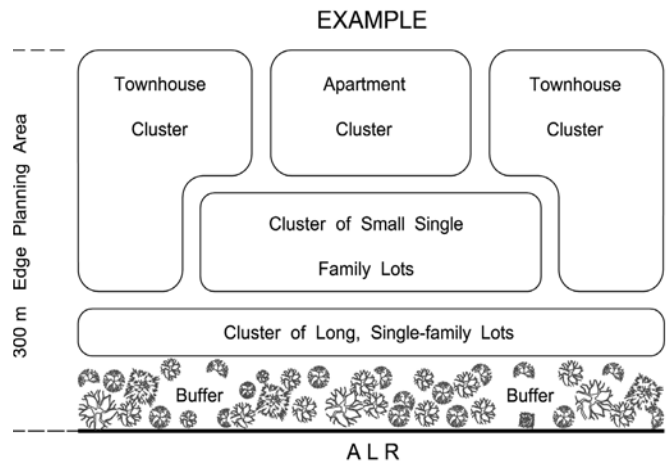 EXAMPLE
Townhouse
Cluster
Apartment
Cluster
Townhouse
Cluster
Cluster of Small Single
Family Lots
Cluster of Long, Single-family Lots
Buffer
Buffer
ALR
300 m Edge Planning Area